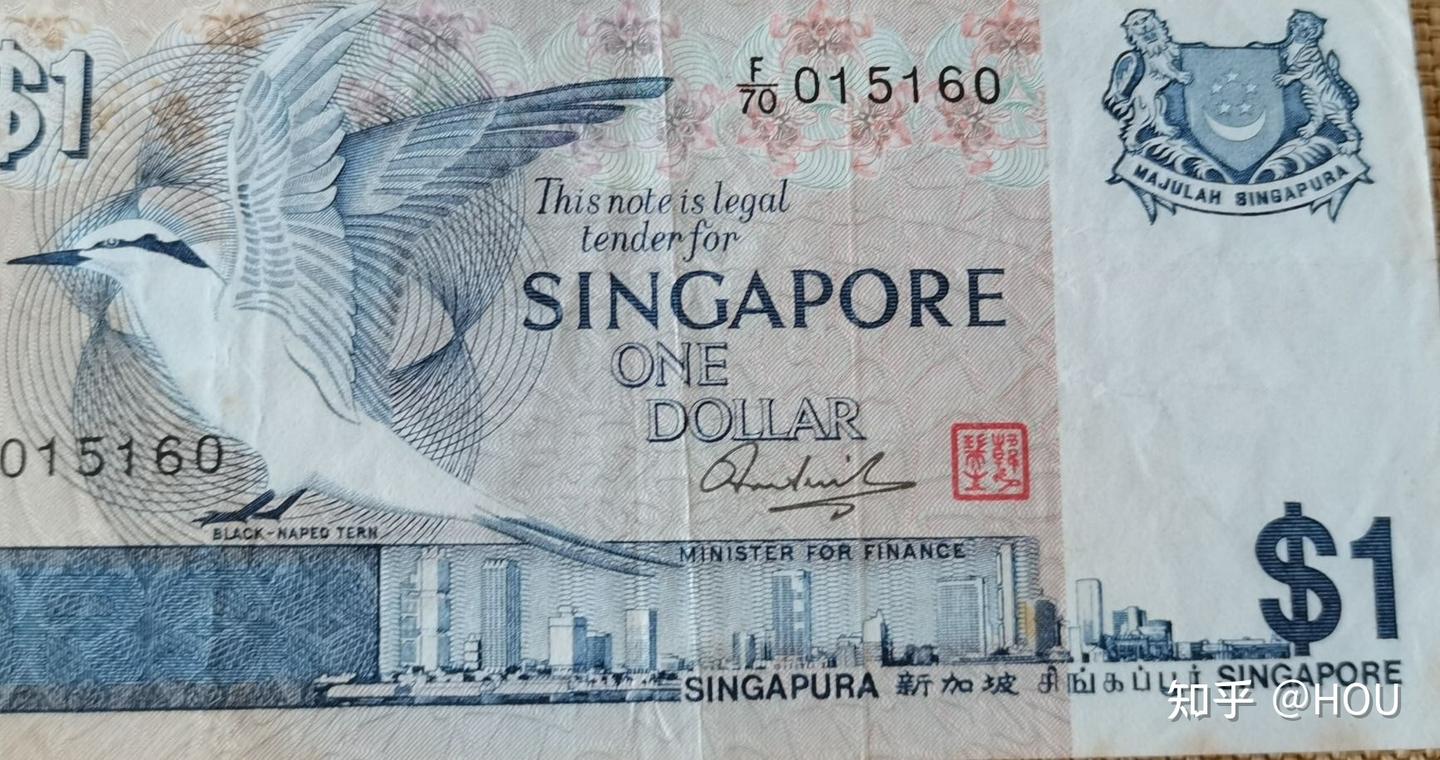 $1
F/70 015160
MAJULAH SINGAPURA
This note is legal
tender for
SINGAPORE
ONE
DOLLAR
015160
BLACK-NAPED TERN
MINISTER FOR FINANCE
$1
SINGAPURA 新加坡 சிங்கப்பூர் SINGAPORE
知乎 @HOU